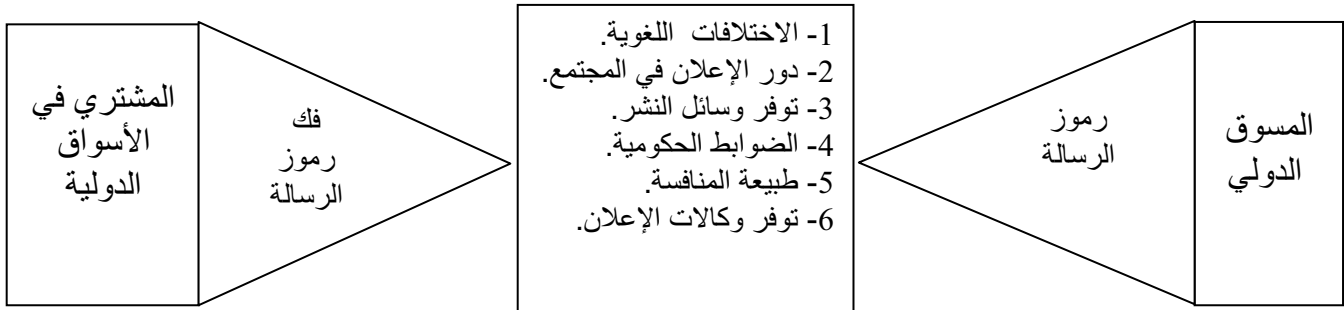 المسوق
الدولي
رموز
الرسالة
1- الاختلافات اللغوية.
2- دور الإعلان في المجتمع.
3- توفر وسائل النشر.
4- الضوابط الحكومية.
5- طبيعة المنافسة.
6- توفر وكالات الإعلان.
فك
رموز
الرسالة
المشتري في
الأسواق
الدولية